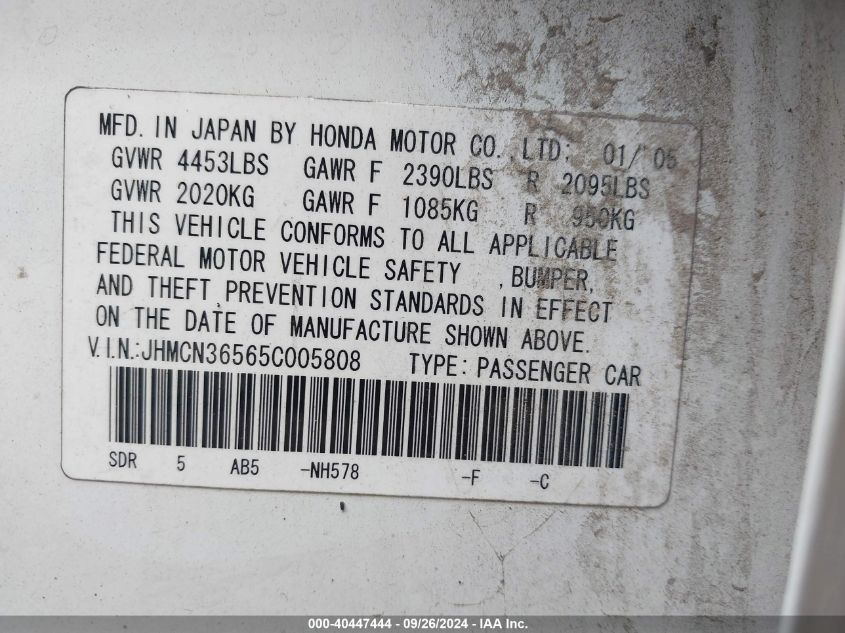 MFD. IN JAPAN BY HONDA MOTOR CO., LTD: 01/ 05
GVWR 4453LBS GAWR F 2390LBS R 2095LBS
GVWR 2020KG GAWR F 1085KG R 950KG
THIS VEHICLE CONFORMS TO ALL APPLICABLE
FEDERAL MOTOR VEHICLE SAFETY , BUMPER,
AND THEFT PREVENTION STANDARDS IN EFFECT
ON THE DATE OF MANUFACTURE SHOWN ABOVE.
V.I.N.:JHMCN36565C005808 TYPE: PASSENGER CAR
SDR 5 AB5 -NH578 -F -C
000-40447444 - 09/26/2024 - IAA Inc.